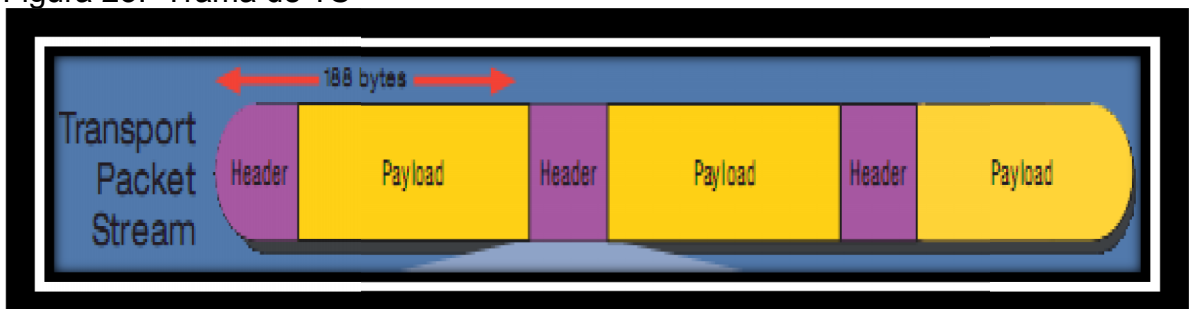 188 bytes
Transport
Packet
Stream
Header Payload Header Payload Header Payload